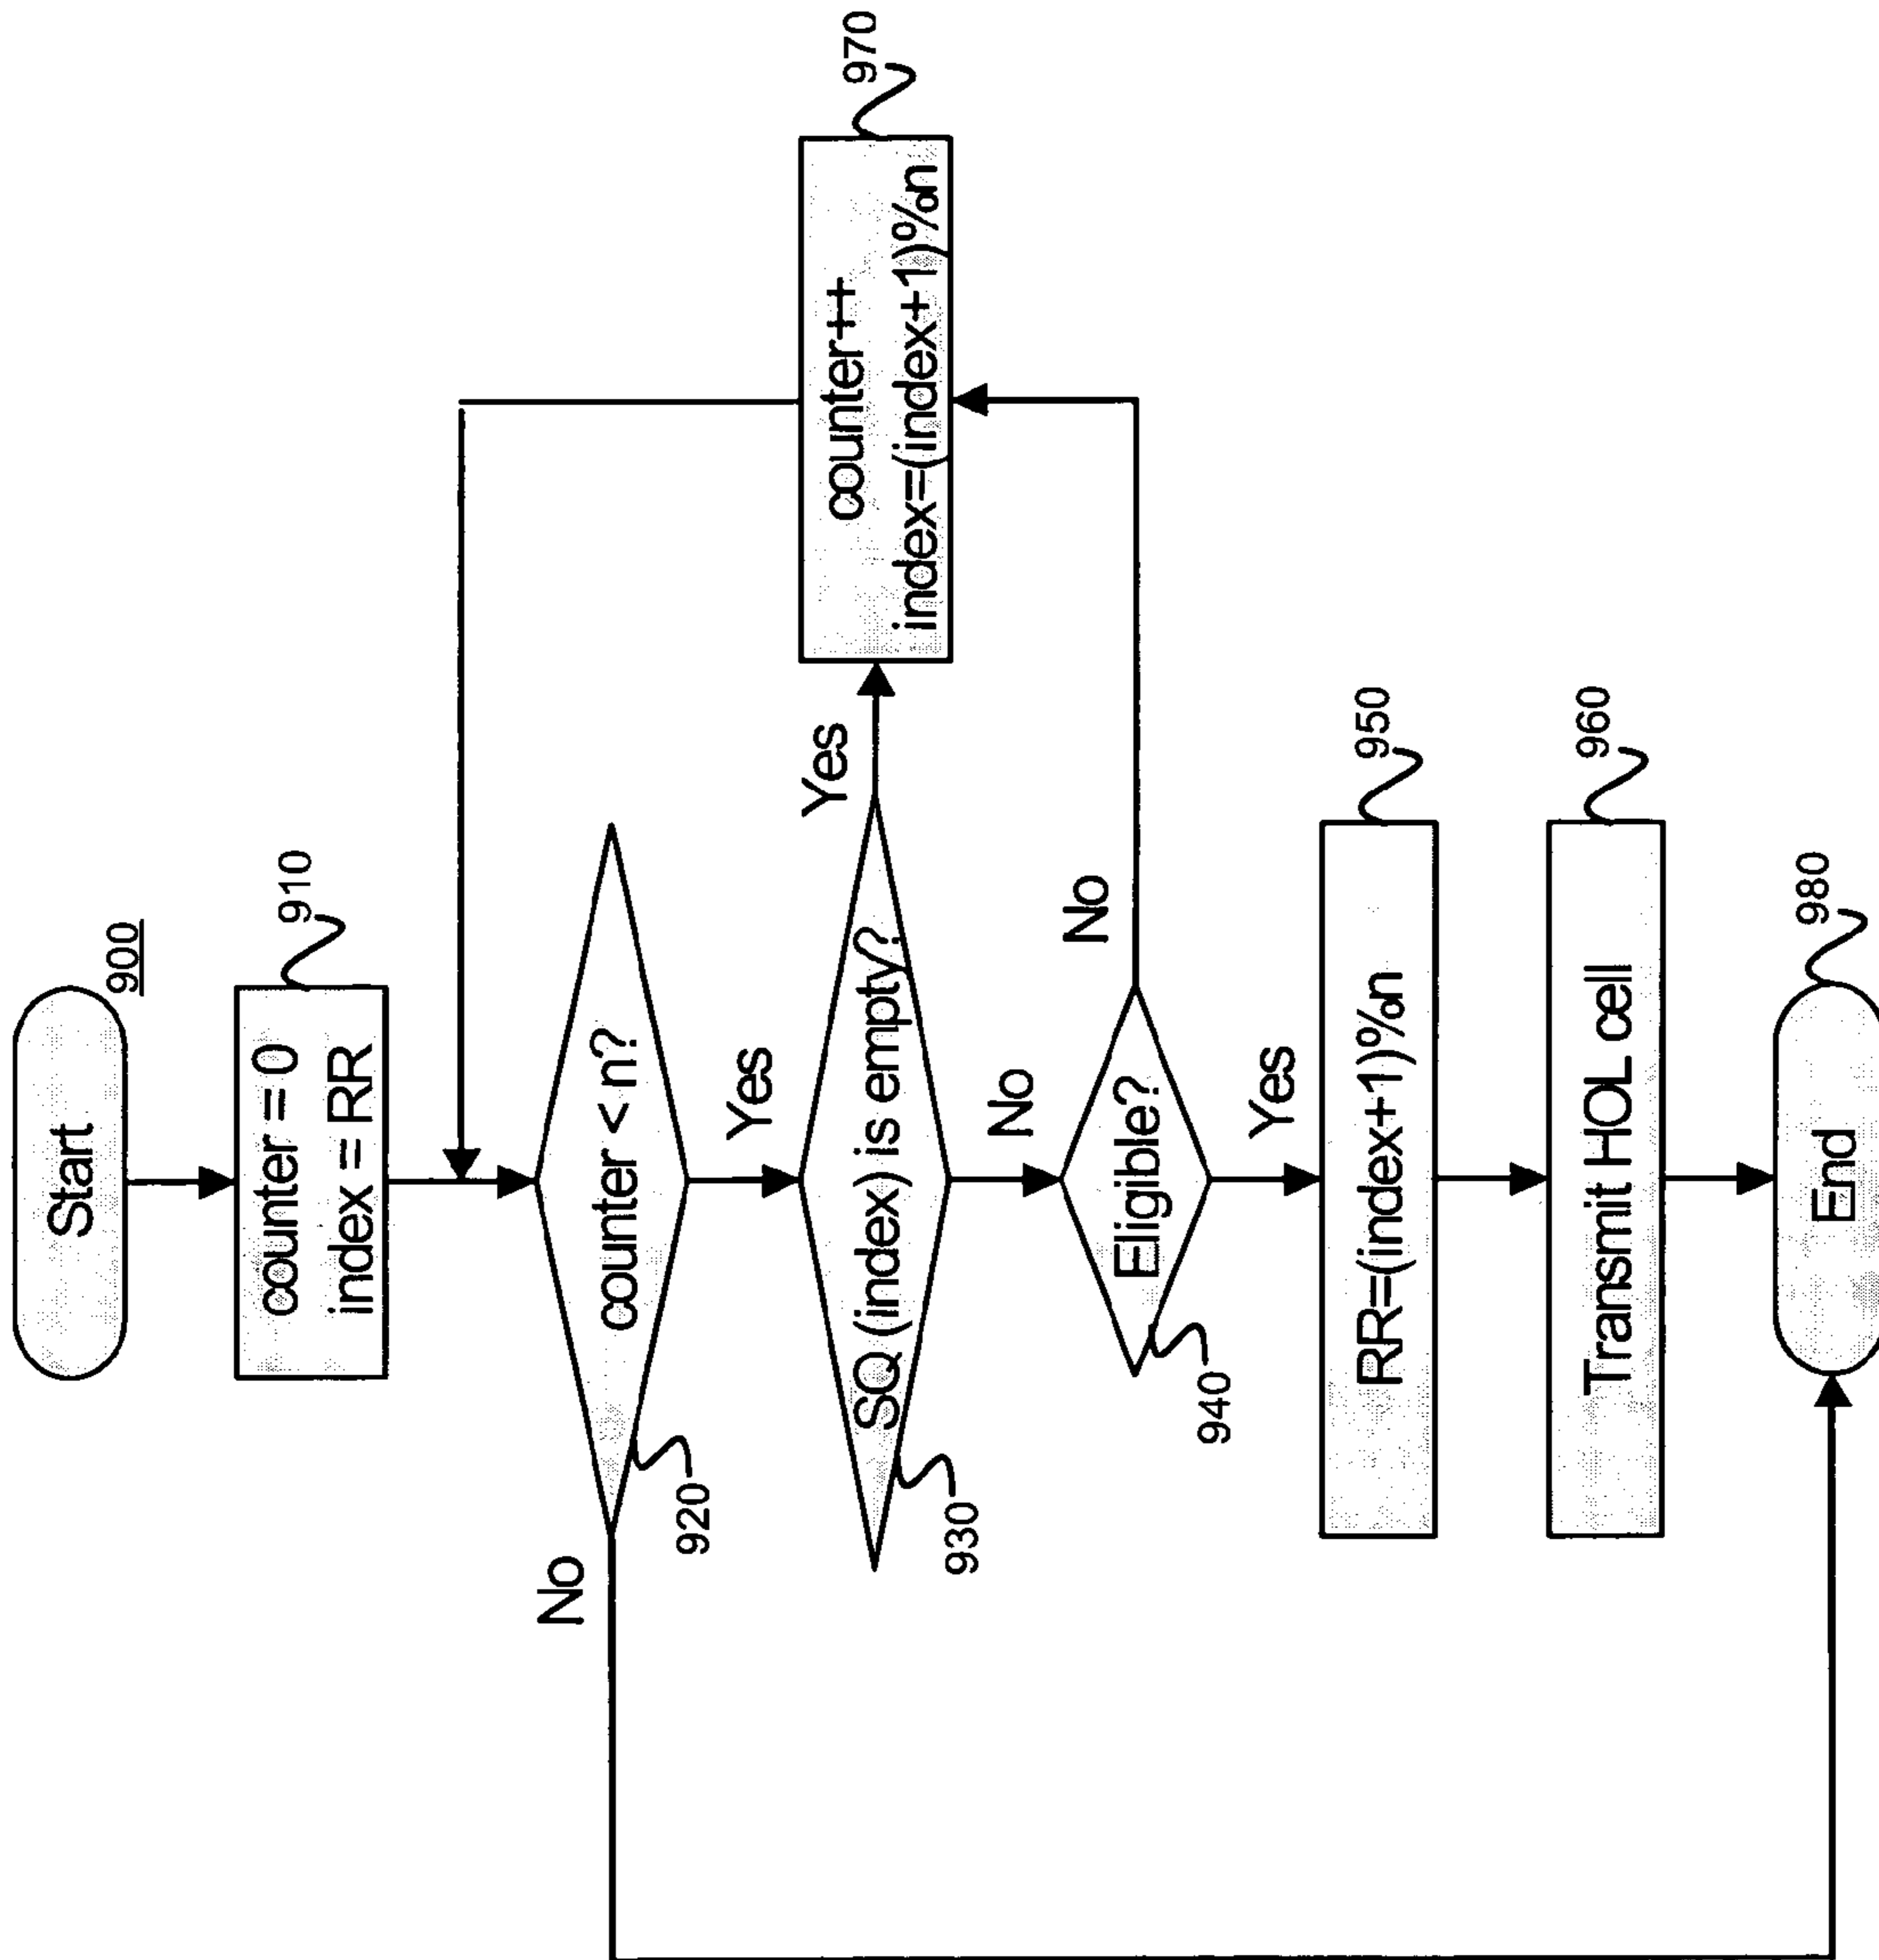 Start
900
counter = 0
index = RR
910
counter < n?
920
No
Yes
SQ (index) is empty?
930
Yes
No
counter++
index=(index+1)%n
970
Eligible?
940
No
Yes
RR=(index+1)%n
950
Transmit HOL cell
960
End
980